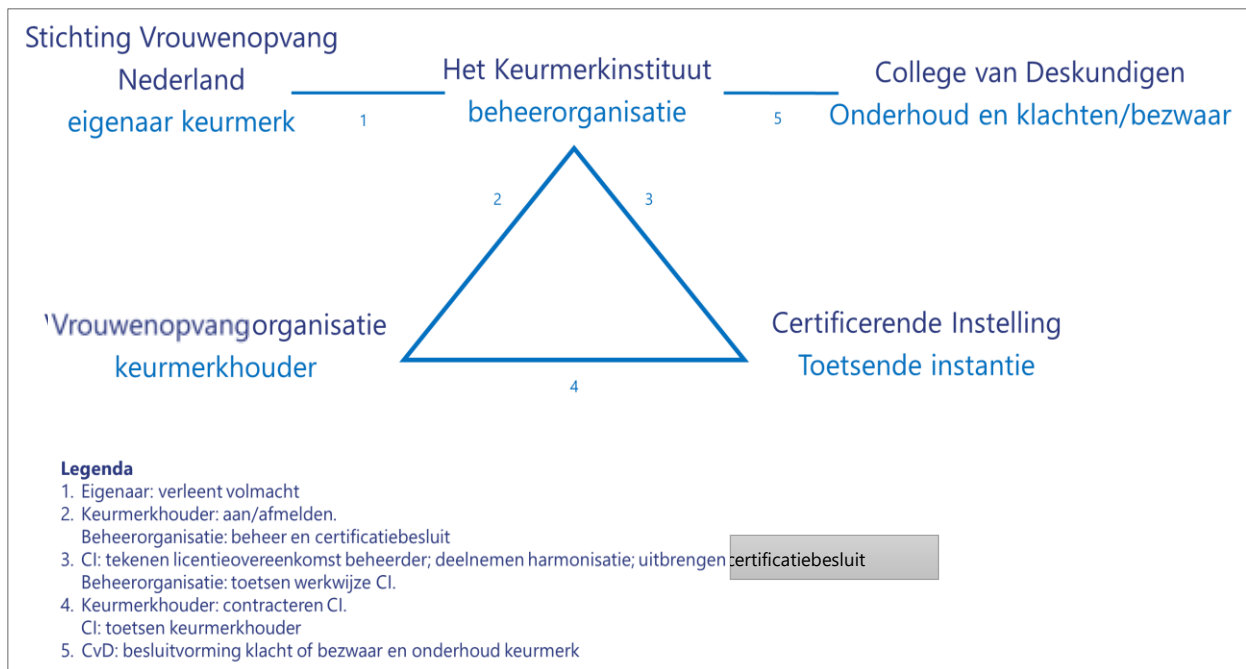 Stichting Vrouwenopvang
Nederland
eigenaar keurmerk
1
Het Keurmerkinstituut
beheerorganisatie
5
College van Deskundigen
Onderhoud en klachten/bezwaar
2
3
Vrouwenopvangorganisatie
keurmerkhouder
4
Certificerende Instelling
Toetsende instantie
Legenda
1. Eigenaar: verleent volmacht
2. Keurmerkhouder: aan/afmelden.
Beheerorganisatie: beheer en certificatiebesluit
3. CI: tekenen licentieovereenkomst beheerder; deelnemen harmonisatie; uitbrengen certificatiebesluit
Beheerorganisatie: toetsen werkwijze CI.
4. Keurmerkhouder: contracteren CI.
CI: toetsen keurmerkhouder
5. CvD: besluitvorming klacht of bezwaar en onderhoud keurmerk